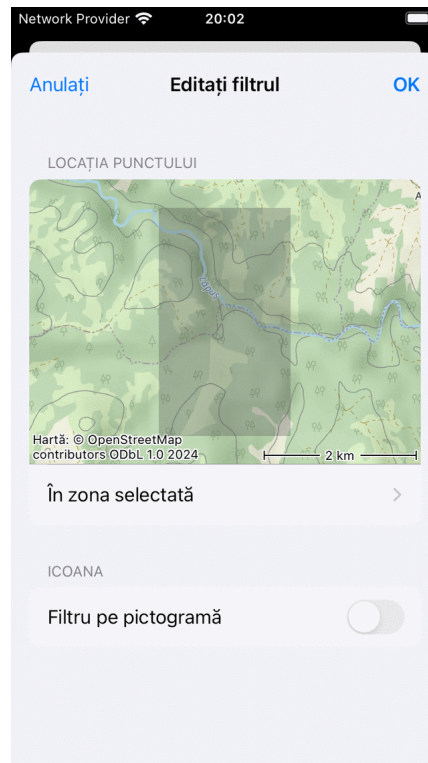 Network Provider 20:02
Anulați Editați filtrul OK
LOCAȚIA PUNCTULUI
A
Lăpuș
Hartă: © OpenStreetMap
contributors ODbL 1.0 2024 2 km
În zona selectată
ICOANA
Filtru pe pictogramă